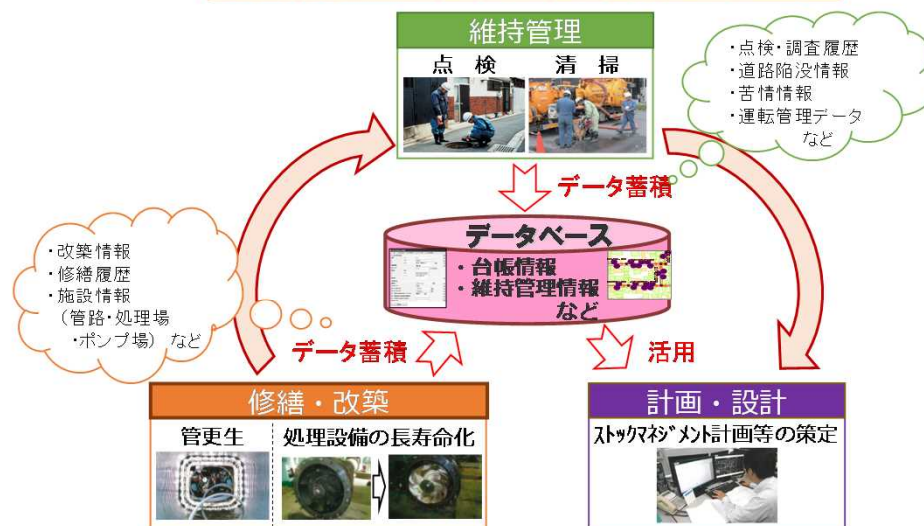 維持管理
点　検
清　掃
・点検・調査履歴
・道路陥没情報
・苦情情報
・運転管理データ
など
データ蓄積
データベース
・台帳情報
・維持管理情報
など
・改築情報
・修繕履歴
・施設情報
（管路・処理場
・ポンプ場）など
データ蓄積
活用
修繕・改築
管更生
処理設備の長寿命化
計画・設計
ｽﾄｯｸﾏﾈｼﾞﾒﾝﾄ計画等の策定